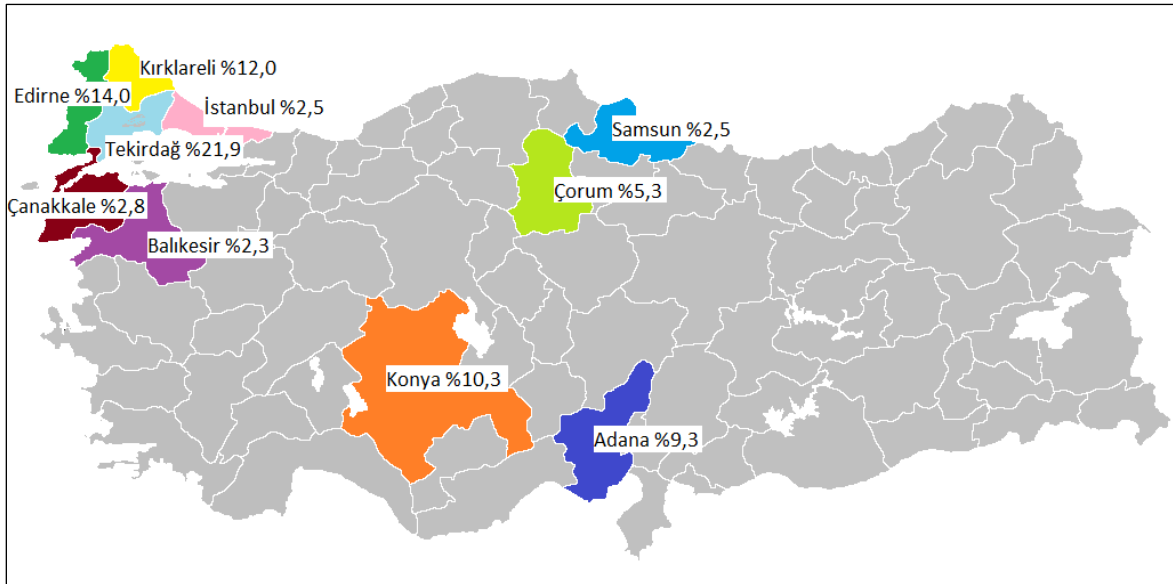 Kırklareli %12,0
Edirne %14,0
İstanbul %2,5
Samsun %2,5
Tekirdağ %21,9
Çorum %5,3
Çanakkale %2,8
Balıkesir %2,3
Konya %10,3
Adana %9,3